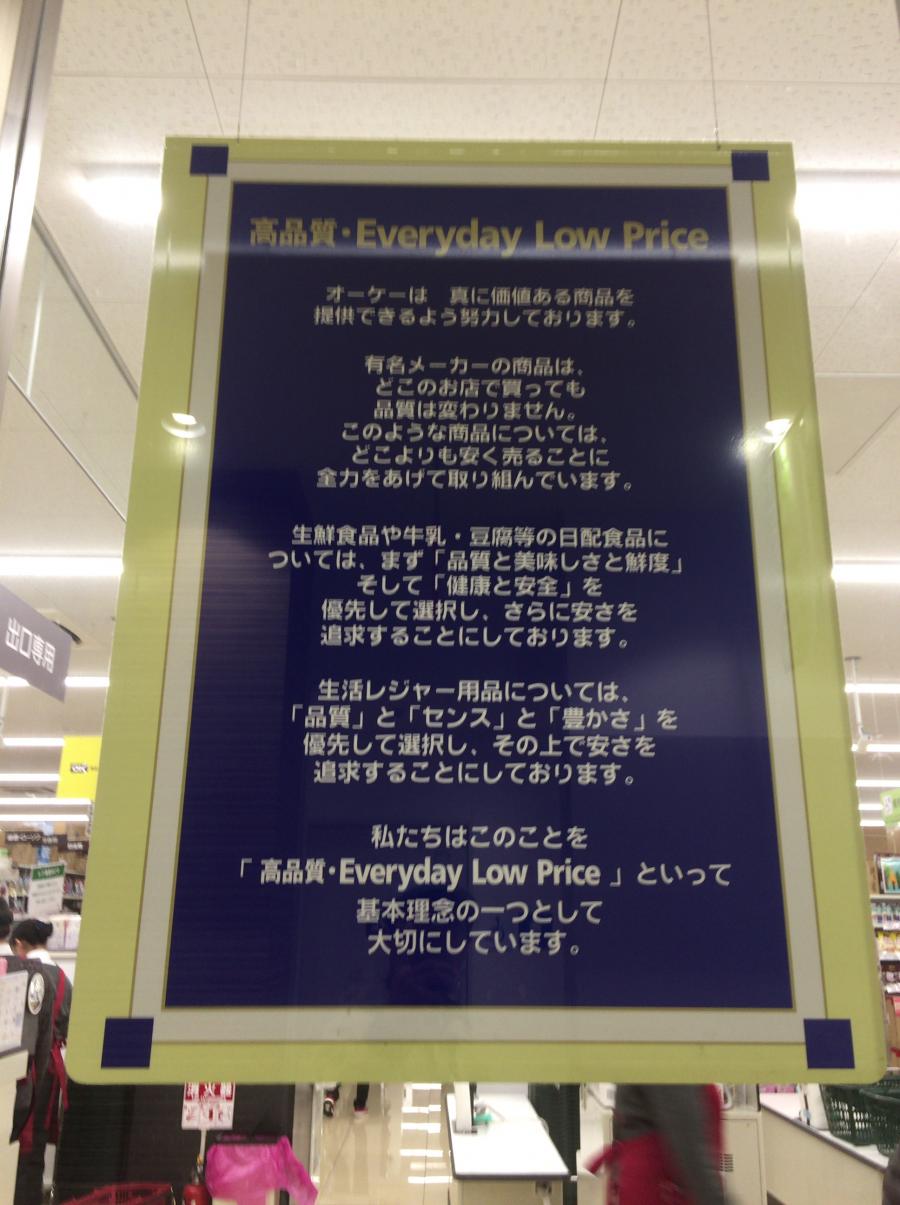 高品質・Everyday Low Price
オーケーは 真に価値ある商品を
提供できるよう努力しております。
有名メーカーの商品は、
どこのお店で買っても
品質は変わりません。
このような商品については、
どこよりも安く売ることに
全力をあげて取り組んでいます。
生鮮食品や牛乳・豆腐等の日配食品に
ついては、まず「品質と美味しさと鮮度」
そして「健康と安全」を
優先して選択し、さらに安さを
追求することにしております。
生活レジャー用品については、
「品質」と「センス」と「豊かさ」を
優先して選択し、その上で安さを
追求することにしております。
私たちはこのことを
「高品質・Everyday Low Price」といって
基本理念の一つとして
大切にしています。
出口専用
消火器